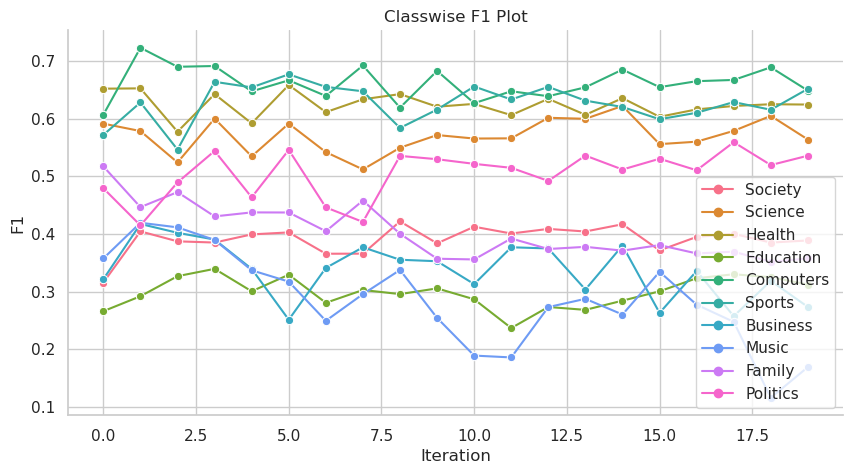 Classwise F1 Plot
F1
0.7
0.6
0.5
0.4
0.3
0.2
0.1
0.0
2.5
5.0
7.5
10.0
12.5
15.0
17.5
Iteration
Society
Science
Health
Education
Computers
Sports
Business
Music
Family
Politics